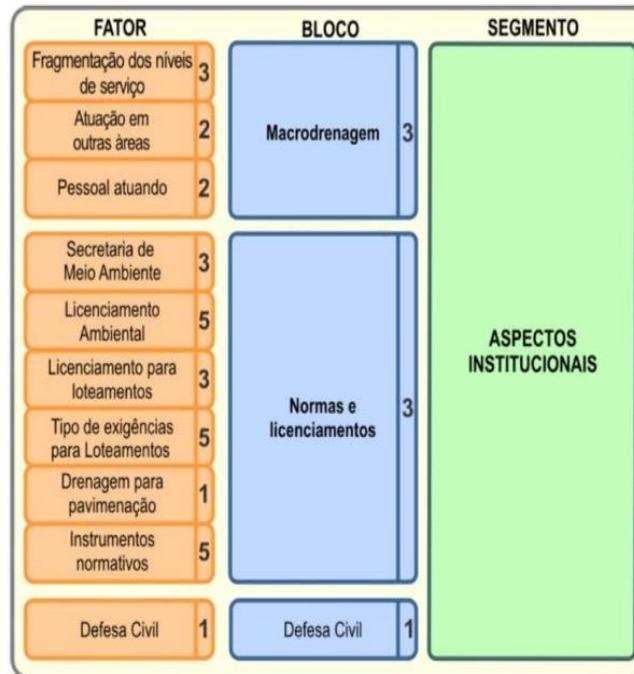 FATOR
BLOCO
SEGMENTO
Fragmentação dos níveis
de serviço
3
Atuação em
outras àreas
2
Pessoal atuando
2
Macrodrenagem
3
Secretaria de
Meio Ambiente
3
Licenciamento
Ambiental
5
Licenciamento para
loteamentos
3
Tipo de exigências
para Loteamentos
5
Drenagem para
pavimenação
1
Instrumentos
normativos
5
Normas e
licenciamentos
3
Defesa Civil
1
Defesa Civil
1
ASPECTOS
INSTITUCIONAIS